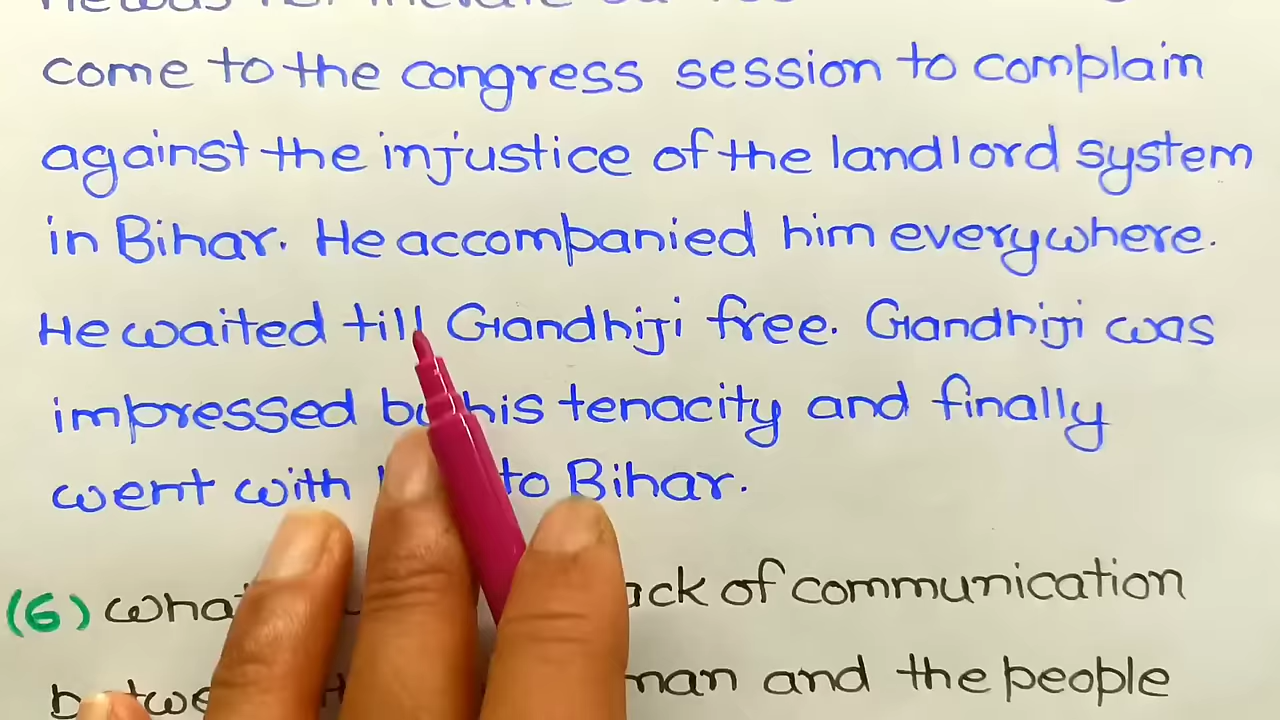 come to the congress session to complain
against the injustice of the landlord system
in Bihar. He accompanied him everywhere.
He waited till Gandhiji free. Gandhiji was
impressed his tenacity and finally
went with to Bihar.
(6) of communication
and the people